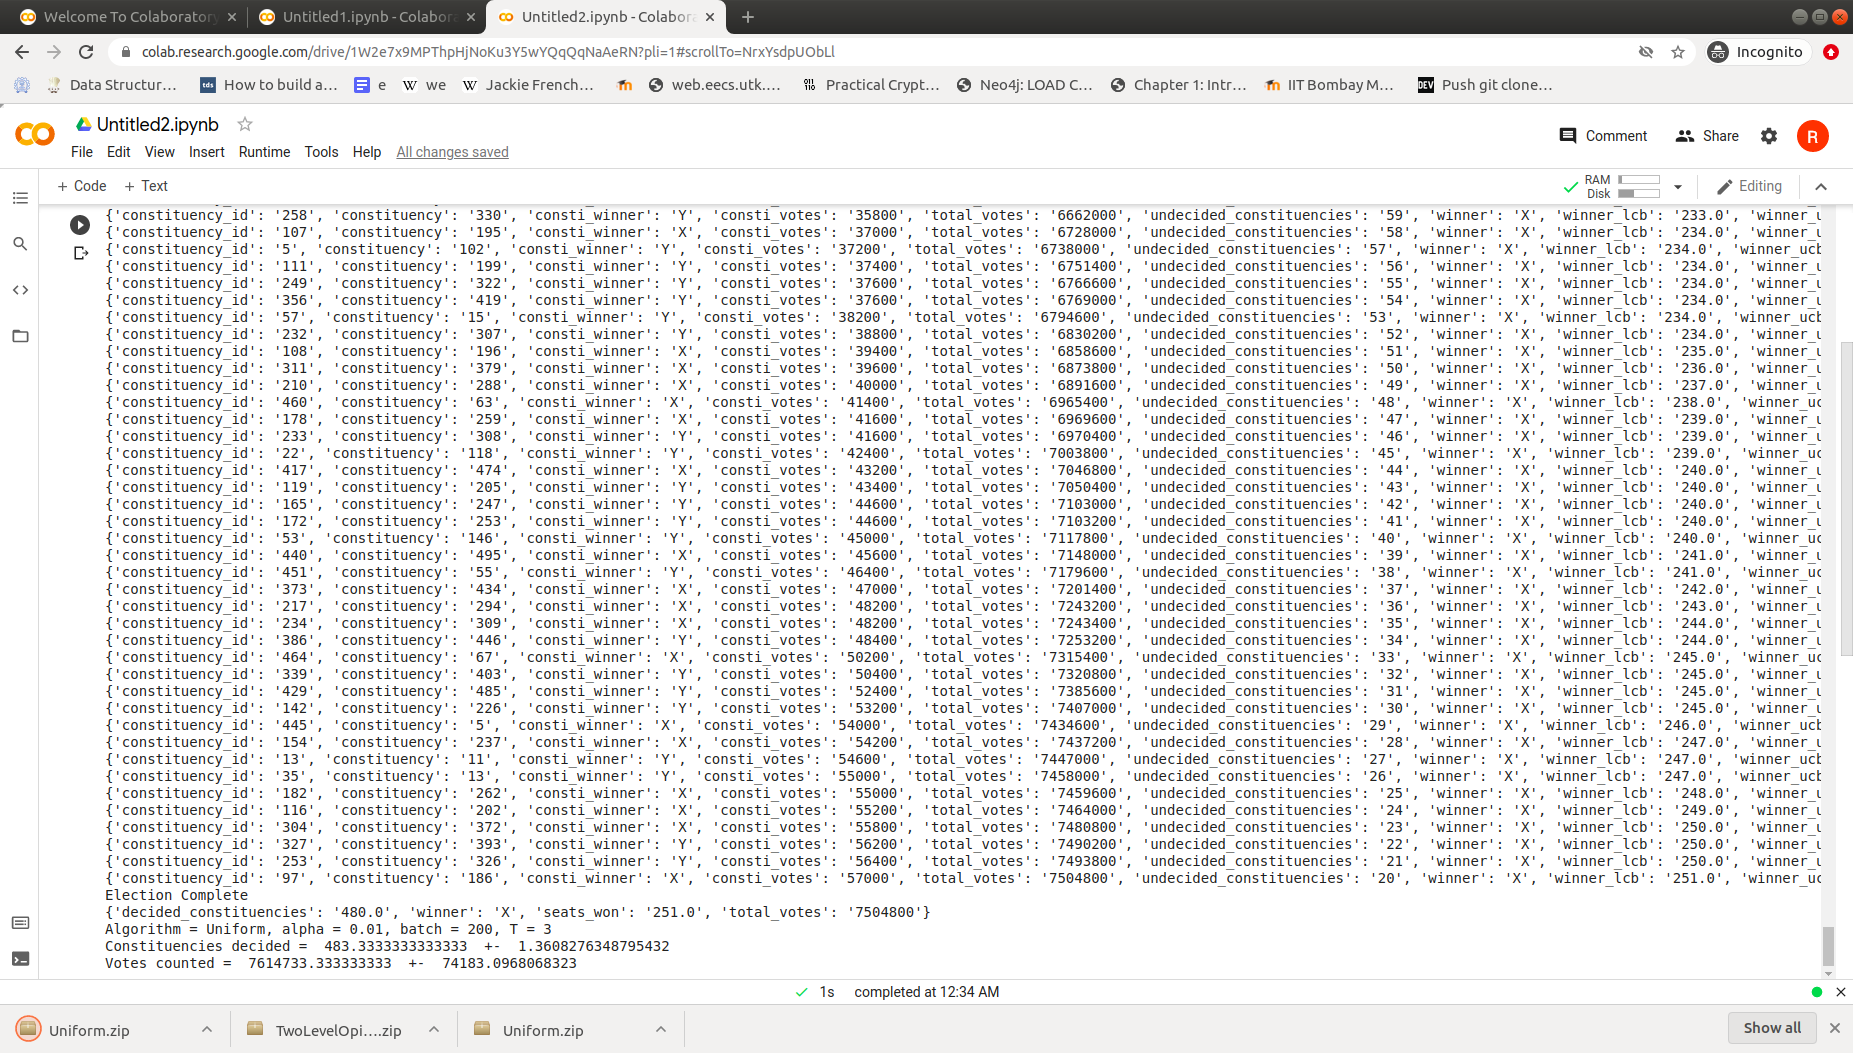 Welcome To Colaboratory
Untitled1.ipynb - Colabora
Untitled2.ipynb - Colabora
colab.research.google.com/drive/1W2e7x9MPThpHjNoKu3Y5wYQqQqNaAeRN?pli=1#scrollTo=NrxYsdpUObLl
Incognito
Data Structur...
tds How to build a...
e
W we
W Jackie French...
web.eecs.utk....
Practical Crypt...
Neo4j: LOAD C...
Chapter 1: Intr...
IIT Bombay M...
DEV Push git clone...
Untitled2.ipynb
Comment
Share
R
File Edit View Insert Runtime Tools Help All changes saved
+ Code + Text
RAM
Disk
Editing
{'constituency_id': '258', 'constituency': '330', 'consti_winner': 'Y', 'consti_votes': '35800', 'total_votes': '6662000', 'undecided_constituencies': '59', 'winner': 'X', 'winner_lcb': '233.0', 'winner_u
{'constituency_id': '107', 'constituency': '195', 'consti_winner': 'X', 'consti_votes': '37000', 'total_votes': '6728000', 'undecided_constituencies': '58', 'winner': 'X', 'winner_lcb': '234.0', 'winner_u
{'constituency_id': '5', 'constituency': '102', 'consti_winner': 'Y', 'consti_votes': '37200', 'total_votes': '6738000', 'undecided_constituencies': '57', 'winner': 'X', 'winner_lcb': '234.0', 'winner_ucb
{'constituency_id': '111', 'constituency': '199', 'consti_winner': 'Y', 'consti_votes': '37400', 'total_votes': '6751400', 'undecided_constituencies': '56', 'winner': 'X', 'winner_lcb': '234.0', 'winner_u
{'constituency_id': '249', 'constituency': '322', 'consti_winner': 'Y', 'consti_votes': '37600', 'total_votes': '6766600', 'undecided_constituencies': '55', 'winner': 'X', 'winner_lcb': '234.0', 'winner_u
{'constituency_id': '356', 'constituency': '419', 'consti_winner': 'Y', 'consti_votes': '37600', 'total_votes': '6769000', 'undecided_constituencies': '54', 'winner': 'X', 'winner_lcb': '234.0', 'winner_u
{'constituency_id': '57', 'constituency': '15', 'consti_winner': 'Y', 'consti_votes': '38200', 'total_votes': '6794600', 'undecided_constituencies': '53', 'winner': 'X', 'winner_lcb': '234.0', 'winner_ucb
{'constituency_id': '232', 'constituency': '307', 'consti_winner': 'Y', 'consti_votes': '38800', 'total_votes': '6830200', 'undecided_constituencies': '52', 'winner': 'X', 'winner_lcb': '234.0', 'winner_u
{'constituency_id': '108', 'constituency': '196', 'consti_winner': 'X', 'consti_votes': '39400', 'total_votes': '6858600', 'undecided_constituencies': '51', 'winner': 'X', 'winner_lcb': '235.0', 'winner_u
{'constituency_id': '311', 'constituency': '379', 'consti_winner': 'X', 'consti_votes': '39600', 'total_votes': '6873800', 'undecided_constituencies': '50', 'winner': 'X', 'winner_lcb': '236.0', 'winner_u
{'constituency_id': '210', 'constituency': '288', 'consti_winner': 'X', 'consti_votes': '40000', 'total_votes': '6891600', 'undecided_constituencies': '49', 'winner': 'X', 'winner_lcb': '237.0', 'winner_u
{'constituency_id': '460', 'constituency': '63', 'consti_winner': 'X', 'consti_votes': '41400', 'total_votes': '6965400', 'undecided_constituencies': '48', 'winner': 'X', 'winner_lcb': '238.0', 'winner_uc
{'constituency_id': '178', 'constituency': '259', 'consti_winner': 'X', 'consti_votes': '41600', 'total_votes': '6969600', 'undecided_constituencies': '47', 'winner': 'X', 'winner_lcb': '239.0', 'winner_u
{'constituency_id': '233', 'constituency': '308', 'consti_winner': 'Y', 'consti_votes': '41600', 'total_votes': '6970400', 'undecided_constituencies': '46', 'winner': 'X', 'winner_lcb': '239.0', 'winner_u
{'constituency_id': '22', 'constituency': '118', 'consti_winner': 'Y', 'consti_votes': '42400', 'total_votes': '7003800', 'undecided_constituencies': '45', 'winner': 'X', 'winner_lcb': '239.0', 'winner_uc
{'constituency_id': '417', 'constituency': '474', 'consti_winner': 'X', 'consti_votes': '43200', 'total_votes': '7046800', 'undecided_constituencies': '44', 'winner': 'X', 'winner_lcb': '240.0', 'winner_u
{'constituency_id': '119', 'constituency': '205', 'consti_winner': 'Y', 'consti_votes': '43400', 'total_votes': '7050400', 'undecided_constituencies': '43', 'winner': 'X', 'winner_lcb': '240.0', 'winner_u
{'constituency_id': '165', 'constituency': '247', 'consti_winner': 'Y', 'consti_votes': '44600', 'total_votes': '7103000', 'undecided_constituencies': '42', 'winner': 'X', 'winner_lcb': '240.0', 'winner_u
{'constituency_id': '172', 'constituency': '253', 'consti_winner': 'Y', 'consti_votes': '44600', 'total_votes': '7103200', 'undecided_constituencies': '41', 'winner': 'X', 'winner_lcb': '240.0', 'winner_u
{'constituency_id': '53', 'constituency': '146', 'consti_winner': 'Y', 'consti_votes': '45000', 'total_votes': '7117800', 'undecided_constituencies': '40', 'winner': 'X', 'winner_lcb': '240.0', 'winner_uc
{'constituency_id': '440', 'constituency': '495', 'consti_winner': 'X', 'consti_votes': '45600', 'total_votes': '7148000', 'undecided_constituencies': '39', 'winner': 'X', 'winner_lcb': '241.0', 'winner_u
{'constituency_id': '451', 'constituency': '55', 'consti_winner': 'Y', 'consti_votes': '46400', 'total_votes': '7179600', 'undecided_constituencies': '38', 'winner': 'X', 'winner_lcb': '241.0', 'winner_uc
{'constituency_id': '373', 'constituency': '434', 'consti_winner': 'X', 'consti_votes': '47000', 'total_votes': '7201400', 'undecided_constituencies': '37', 'winner': 'X', 'winner_lcb': '242.0', 'winner_u
{'constituency_id': '217', 'constituency': '294', 'consti_winner': 'X', 'consti_votes': '48200', 'total_votes': '7243200', 'undecided_constituencies': '36', 'winner': 'X', 'winner_lcb': '243.0', 'winner_u
{'constituency_id': '234', 'constituency': '309', 'consti_winner': 'X', 'consti_votes': '48200', 'total_votes': '7243400', 'undecided_constituencies': '35', 'winner': 'X', 'winner_lcb': '244.0', 'winner_u
{'constituency_id': '386', 'constituency': '446', 'consti_winner': 'Y', 'consti_votes': '48400', 'total_votes': '7253200', 'undecided_constituencies': '34', 'winner': 'X', 'winner_lcb': '244.0', 'winner_u
{'constituency_id': '464', 'constituency': '67', 'consti_winner': 'X', 'consti_votes': '50200', 'total_votes': '7315400', 'undecided_constituencies': '33', 'winner': 'X', 'winner_lcb': '245.0', 'winner_uc
{'constituency_id': '339', 'constituency': '403', 'consti_winner': 'Y', 'consti_votes': '50400', 'total_votes': '7320800', 'undecided_constituencies': '32', 'winner': 'X', 'winner_lcb': '245.0', 'winner_u
{'constituency_id': '429', 'constituency': '485', 'consti_winner': 'Y', 'consti_votes': '52400', 'total_votes': '7385600', 'undecided_constituencies': '31', 'winner': 'X', 'winner_lcb': '245.0', 'winner_u
{'constituency_id': '142', 'constituency': '226', 'consti_winner': 'Y', 'consti_votes': '53200', 'total_votes': '7407000', 'undecided_constituencies': '30', 'winner': 'X', 'winner_lcb': '245.0', 'winner_u
{'constituency_id': '445', 'constituency': '5', 'consti_winner': 'X', 'consti_votes': '54000', 'total_votes': '7434600', 'undecided_constituencies': '29', 'winner': 'X', 'winner_lcb': '246.0', 'winner_ucb
{'constituency_id': '154', 'constituency': '237', 'consti_winner': 'X', 'consti_votes': '54200', 'total_votes': '7437200', 'undecided_constituencies': '28', 'winner': 'X', 'winner_lcb': '247.0', 'winner_u
{'constituency_id': '13', 'constituency': '11', 'consti_winner': 'Y', 'consti_votes': '54600', 'total_votes': '7447000', 'undecided_constituencies': '27', 'winner': 'X', 'winner_lcb': '247.0', 'winner_ucb
{'constituency_id': '35', 'constituency': '13', 'consti_winner': 'Y', 'consti_votes': '55000', 'total_votes': '7458000', 'undecided_constituencies': '26', 'winner': 'X', 'winner_lcb': '247.0', 'winner_ucb
{'constituency_id': '182', 'constituency': '262', 'consti_winner': 'X', 'consti_votes': '55000', 'total_votes': '7459600', 'undecided_constituencies': '25', 'winner': 'X', 'winner_lcb': '248.0', 'winner_u
{'constituency_id': '116', 'constituency': '202', 'consti_winner': 'X', 'consti_votes': '55200', 'total_votes': '7464000', 'undecided_constituencies': '24', 'winner': 'X', 'winner_lcb': '249.0', 'winner_u
{'constituency_id': '304', 'constituency': '372', 'consti_winner': 'X', 'consti_votes': '55800', 'total_votes': '7480800', 'undecided_constituencies': '23', 'winner': 'X', 'winner_lcb': '250.0', 'winner_u
{'constituency_id': '327', 'constituency': '393', 'consti_winner': 'Y', 'consti_votes': '56200', 'total_votes': '7490200', 'undecided_constituencies': '22', 'winner': 'X', 'winner_lcb': '250.0', 'winner_u
{'constituency_id': '253', 'constituency': '326', 'consti_winner': 'Y', 'consti_votes': '56400', 'total_votes': '7493800', 'undecided_constituencies': '21', 'winner': 'X', 'winner_lcb': '250.0', 'winner_u
{'constituency_id': '97', 'constituency': '186', 'consti_winner': 'X', 'consti_votes': '57000', 'total_votes': '7504800', 'undecided_constituencies': '20', 'winner': 'X', 'winner_lcb': '251.0', 'winner_uc
Election Complete
{'decided_constituencies': '480.0', 'winner': 'X', 'seats_won': '251.0', 'total_votes': '7504800'}
Algorithm = Uniform, alpha = 0.01, batch = 200, T = 3
Constituencies decided =  483.3333333333333  +-  1.3608276348795432
Votes counted =  7614733.333333333  +-  74183.0968068323
1s completed at 12:34 AM
Uniform.zip
TwoLevelOpi....zip
Uniform.zip
Show all